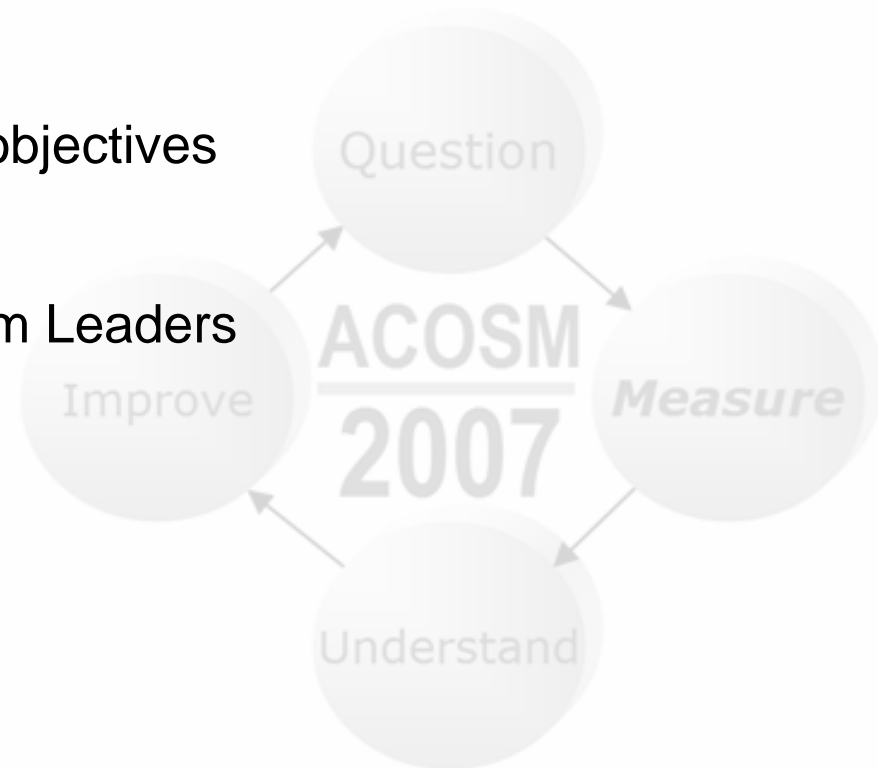 objectives
Question
m Leaders
ACOSM
Improve
Measure
2007
Understand